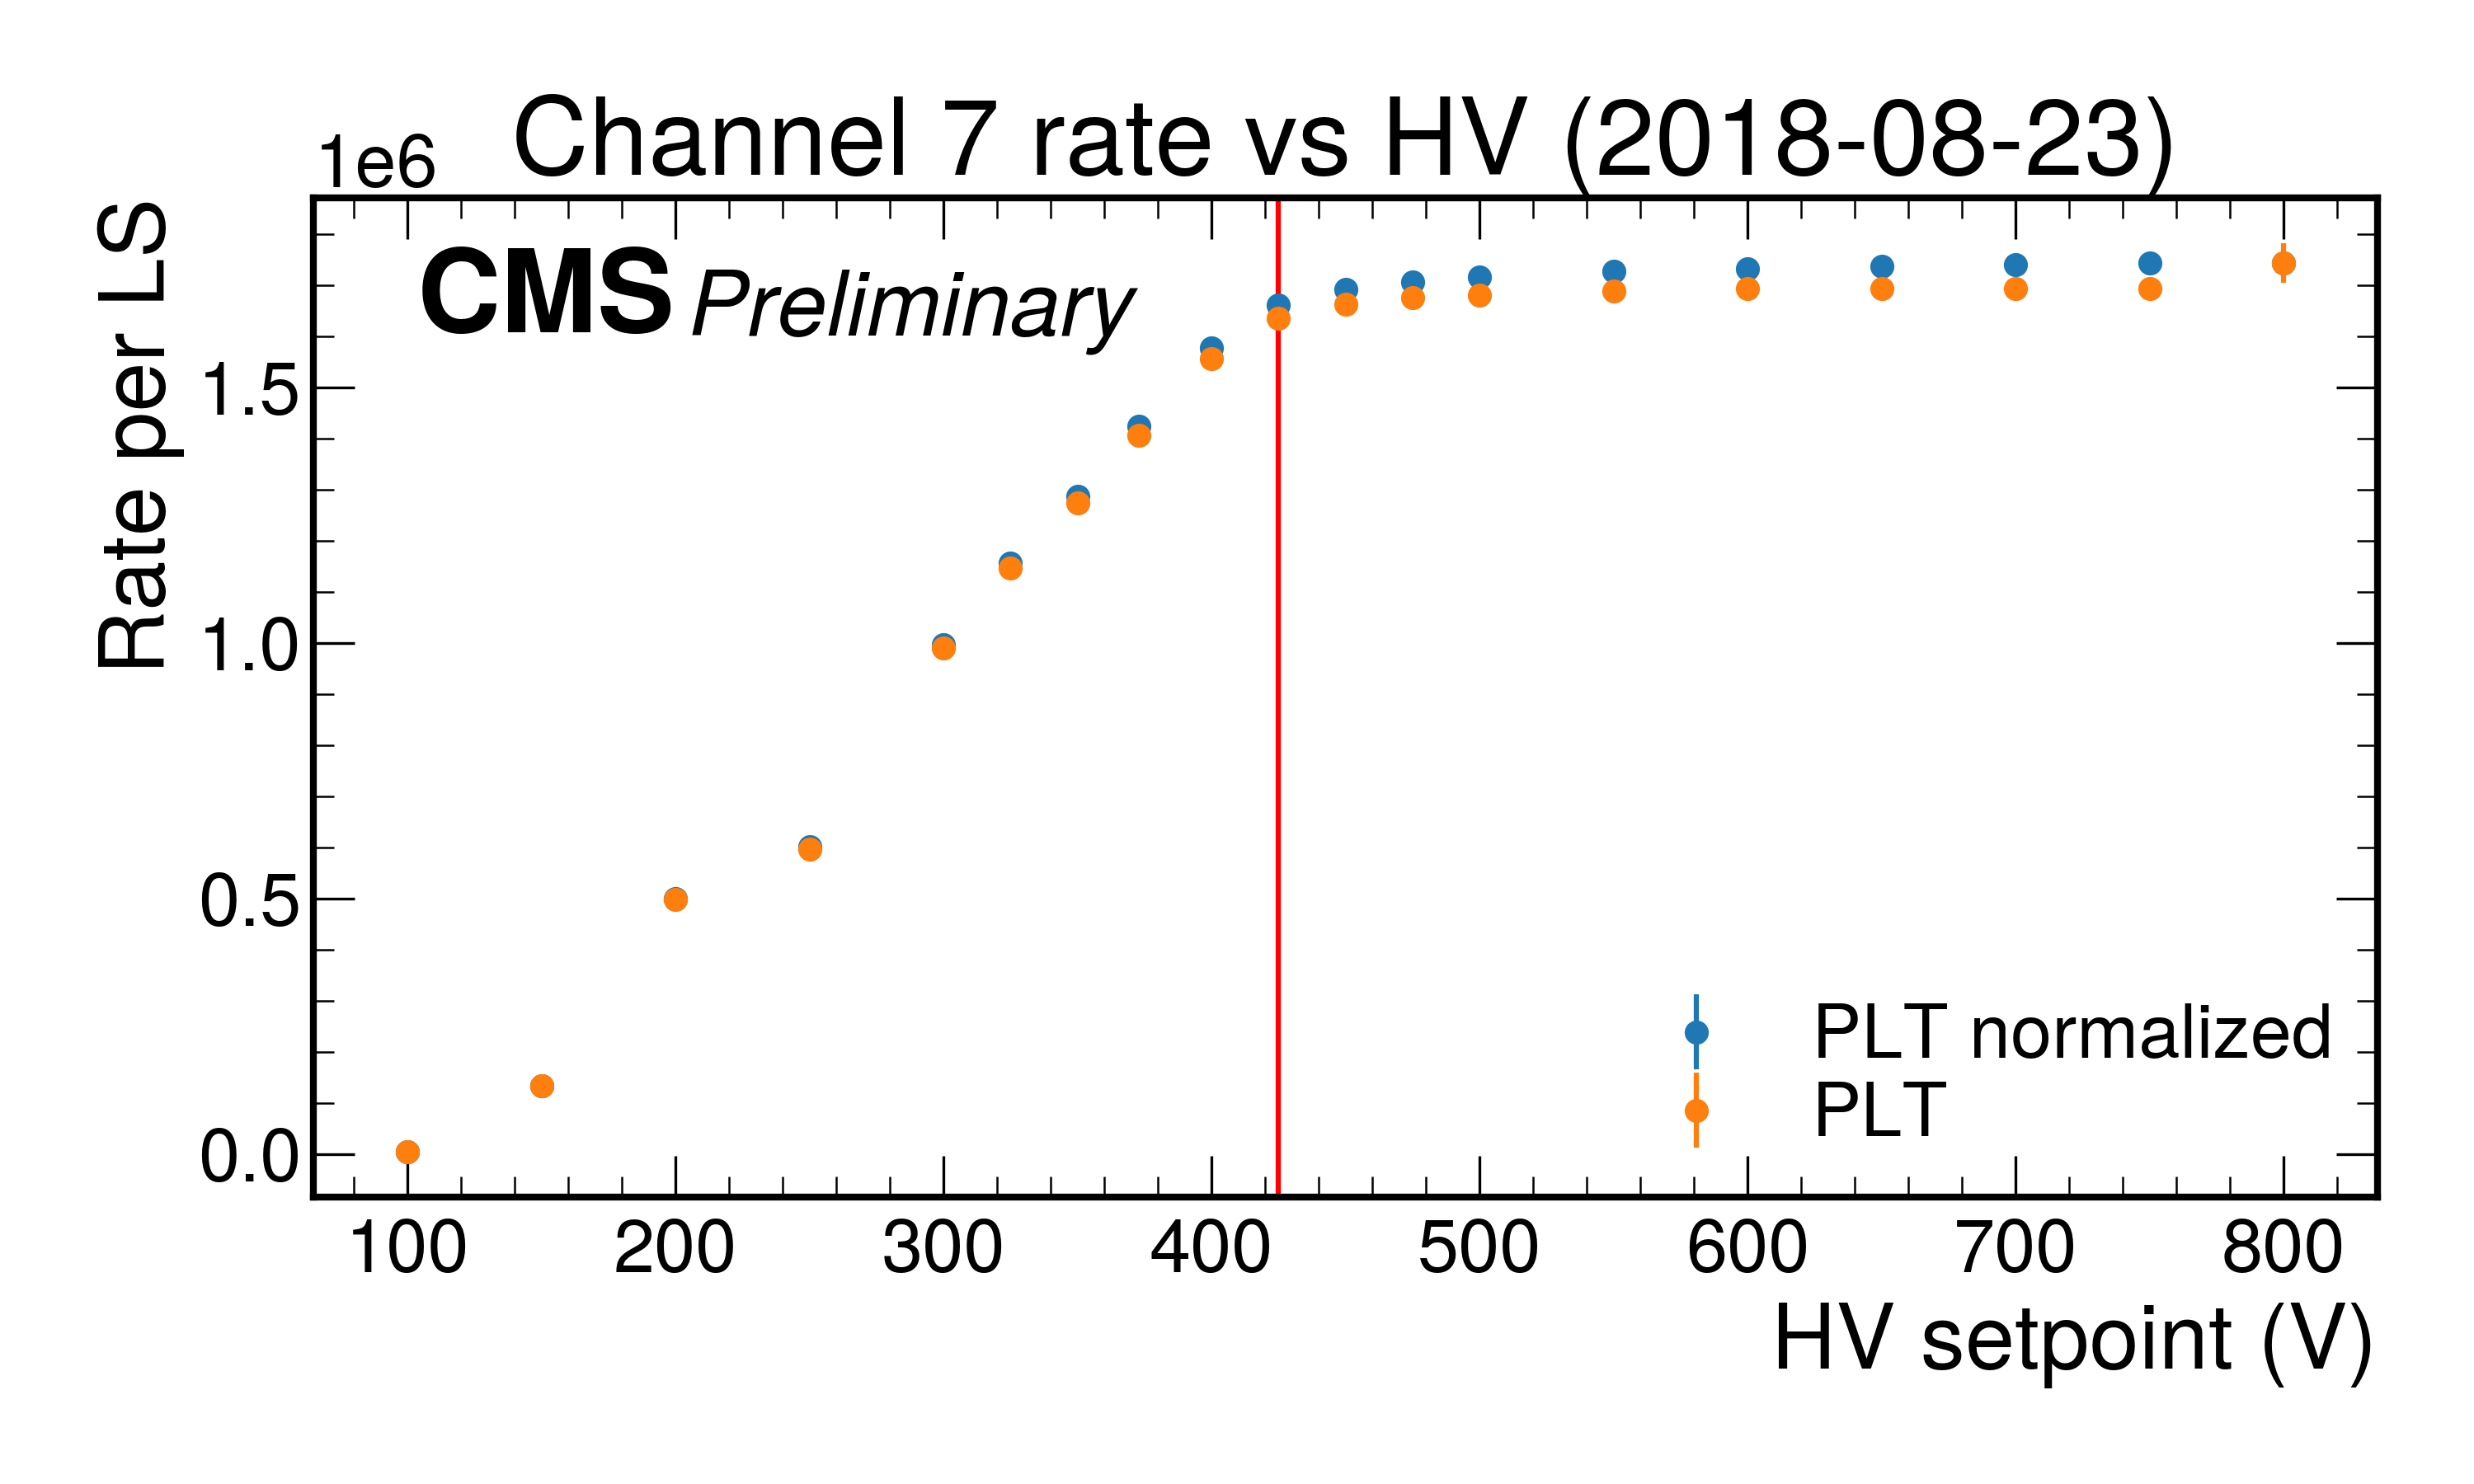 Channel 7 rate vs HV (2018-08-23)
1e6
CMS Preliminary
Rate per LS
1.5
1.0
0.5
0.0
PLT normalized
PLT
100 200 300 400 500 600 700 800
HV setpoint (V)